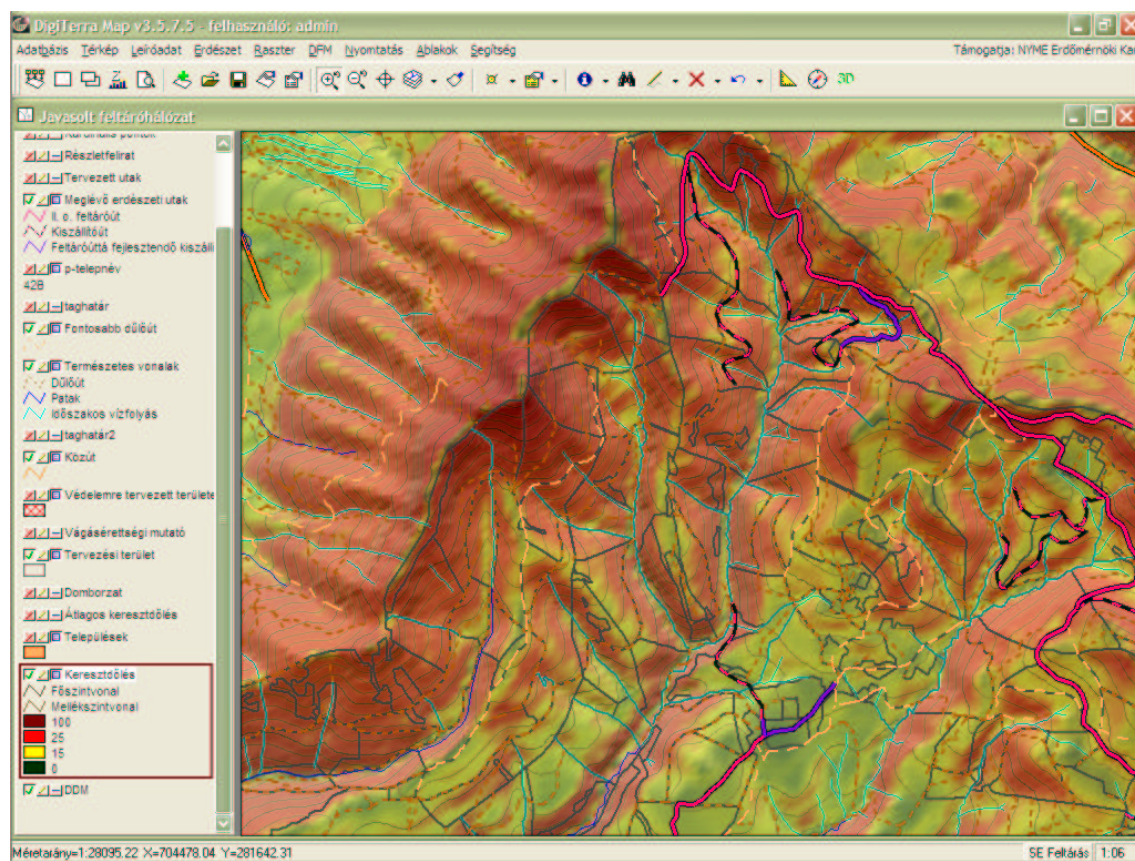 DigiTerra Map v3.5.7.5 - felhasználó: admin
Adatbázis Térkép Leíróadat Erdészet Raszter DFM Nyomtatás Ablakok Segítség Támogatja: NYME Erdőmérnöki Kar
3D
Javasolt feltáróhálózat
Részletfelirat
Tervezett utak
Meglévő erdészeti utak
II. o. feltáróút
Kiszállítóút
Feltáróúttá fejlesztendő kiszállí
p-telepnév
42B
taghatár
Fontosabb dűlőút
Természetes vonalak
Dűlőút
Patak
Időszakos vízfolyás
taghatár2
Közút
Védelemre tervezett területe
Vágásérettségi mutató
Tervezési terület
Domborzat
Átlagos keresztdőlés
Települések
Keresztdőlés
Főszintvonal
Mellékszintvonal
100
25
15
0
DDM
Méretarány=1:28095.22 X=704478.04 Y=281642.31 SE Feltárás 1:06